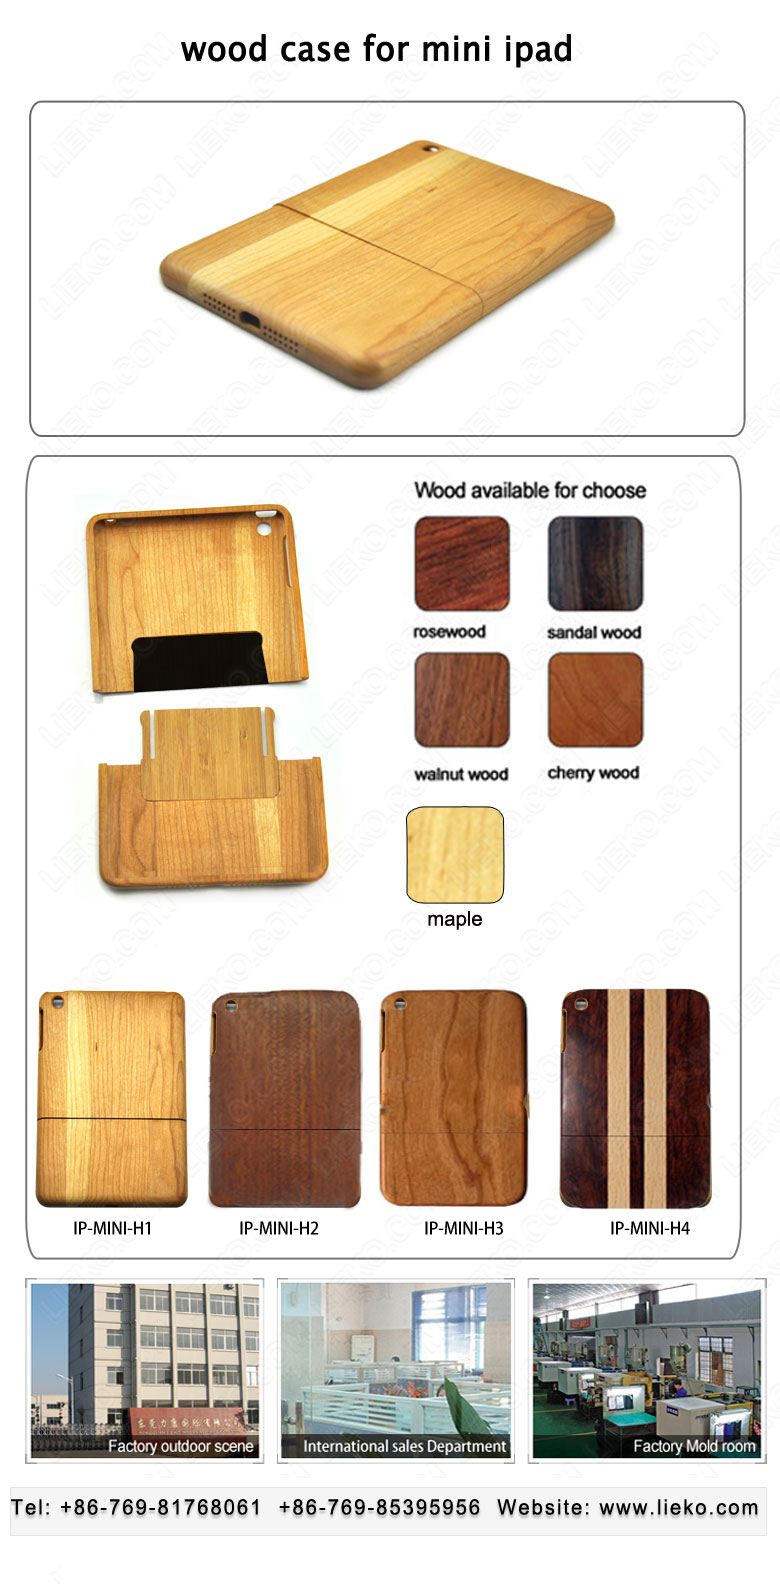 wood case for mini ipad
Wood available for choose
rosewood
sandal wood
walnut wood
cherry wood
maple
IP-MINI-H1
IP-MINI-H2
IP-MINI-H3
IP-MINI-H4
Factory outdoor scene
International sales Department
Factory Mold room
Tel: +86-769-81768061 +86-769-85395956 Website: www.lieko.com
LIEKO.COM